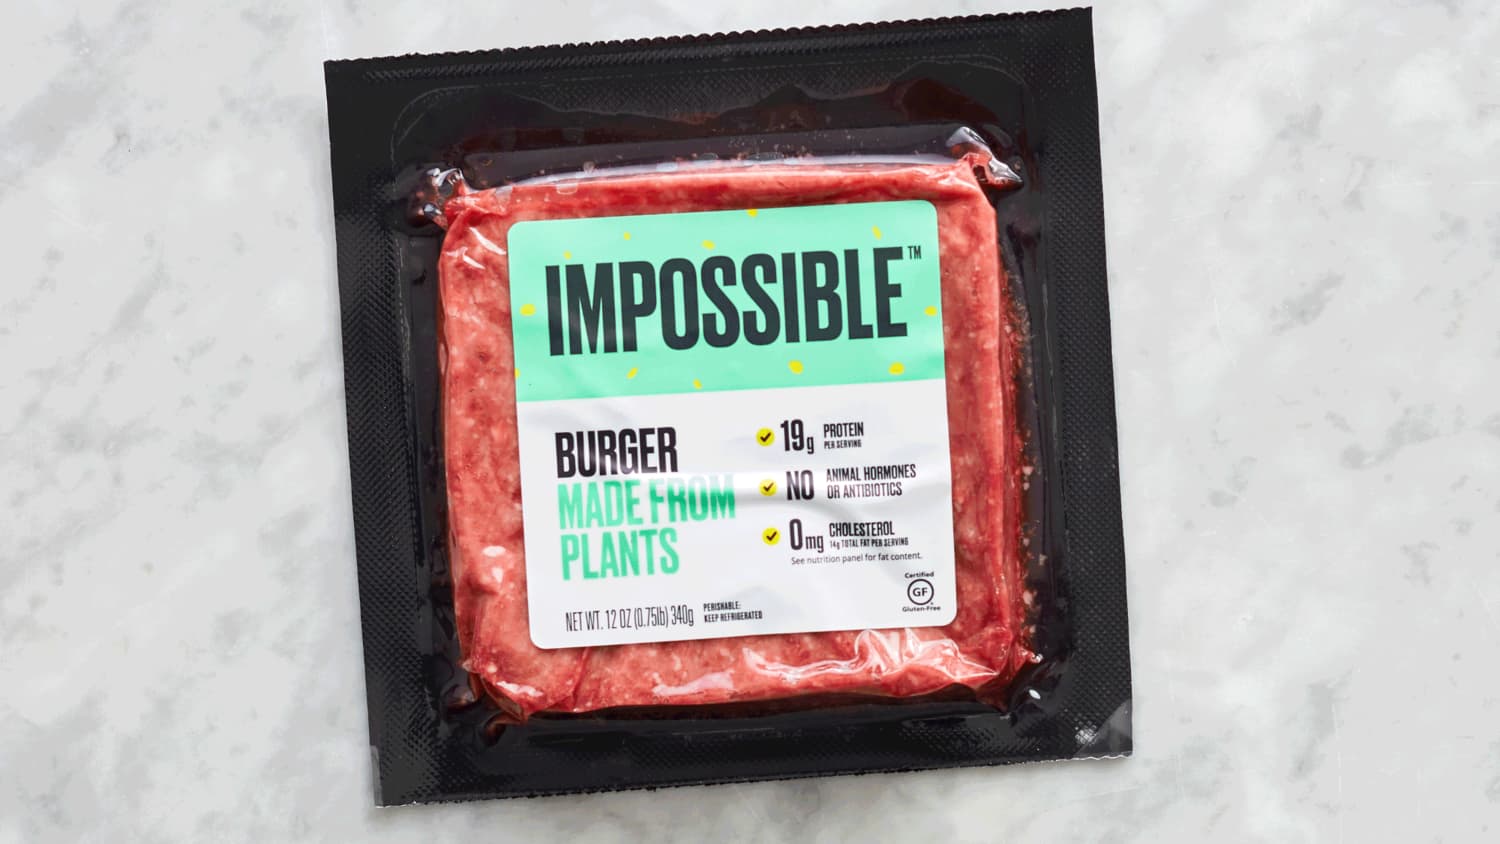 IMPOSSIBLE™
BURGER
MADE FROM
PLANTS
19g PROTEIN
PER SERVING
NO ANIMAL HORMONES
OR ANTIBIOTICS
0mg CHOLESTEROL
14g TOTAL FAT PER SERVING
See nutrition panel for fat content.
NET WT. 12 OZ (0.75lb) 340g
PERISHABLE:
KEEP REFRIGERATED
Certified
GF
Gluten-Free